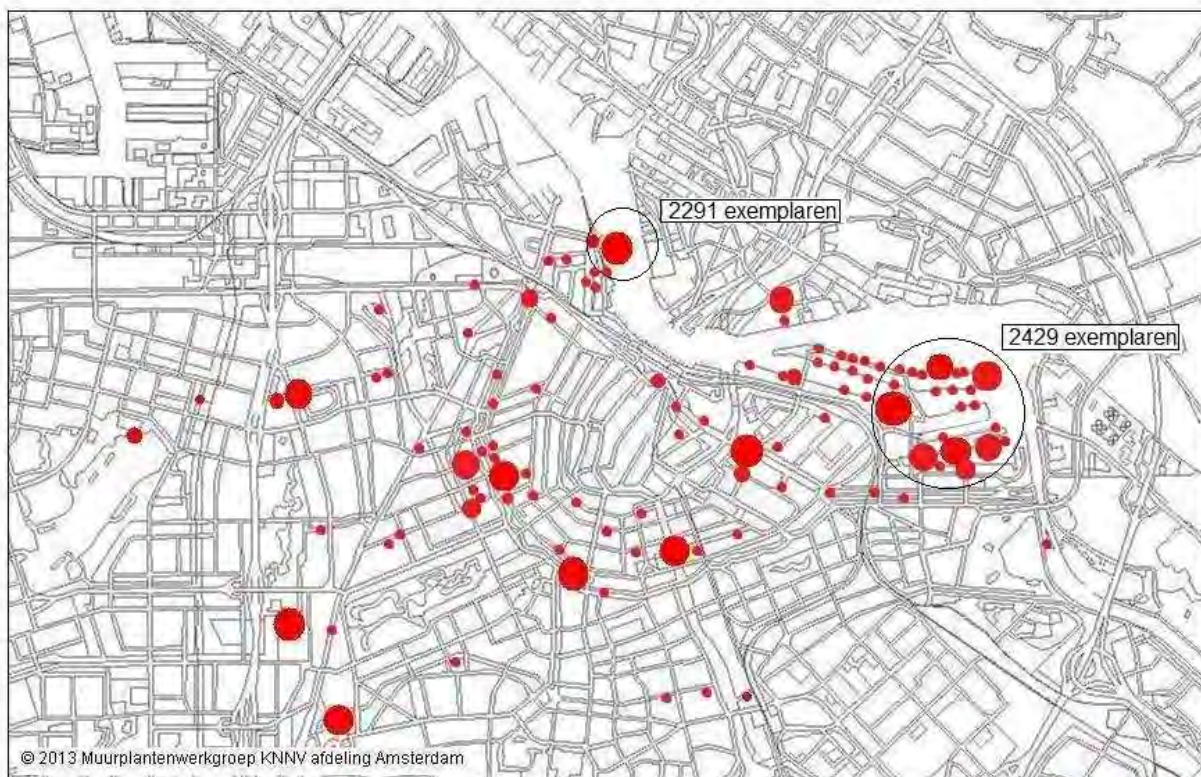 2291 exemplaren
2429 exemplaren
© 2013 Muurplantenwerkgroep KNNV afdeling Amsterdam